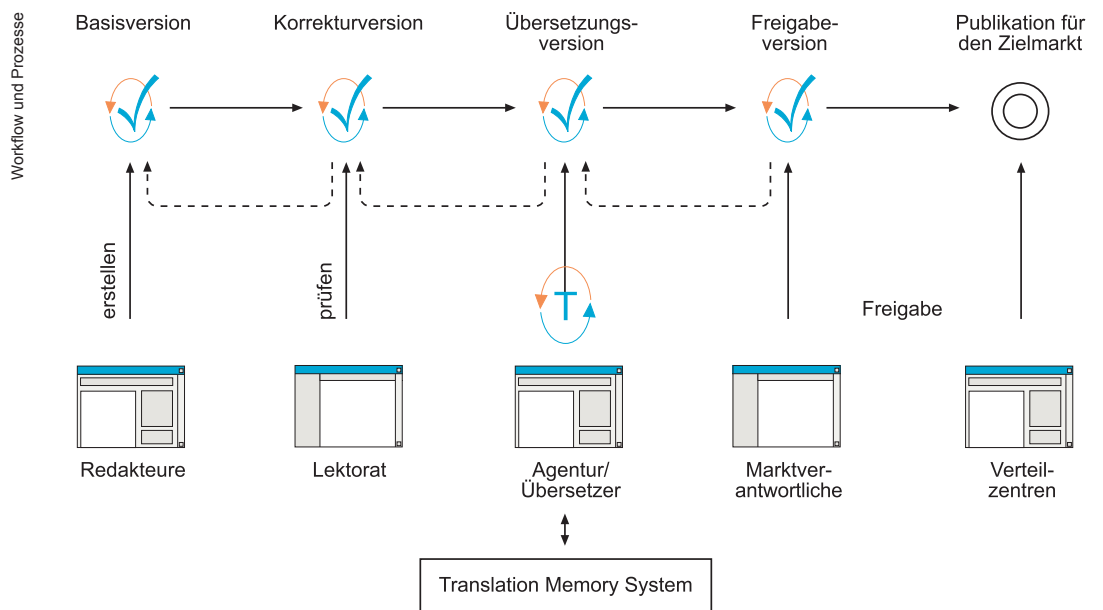 Workflow und Prozesse
Basisversion
Korrekturversion
Übersetzungs-
version
Freigabe-
version
Publikation für
den Zielmarkt
erstellen
prüfen
T
Freigabe
Redakteure
Lektorat
Agentur/
Übersetzer
Marktver-
antwortliche
Verteil-
zentren
Translation Memory System